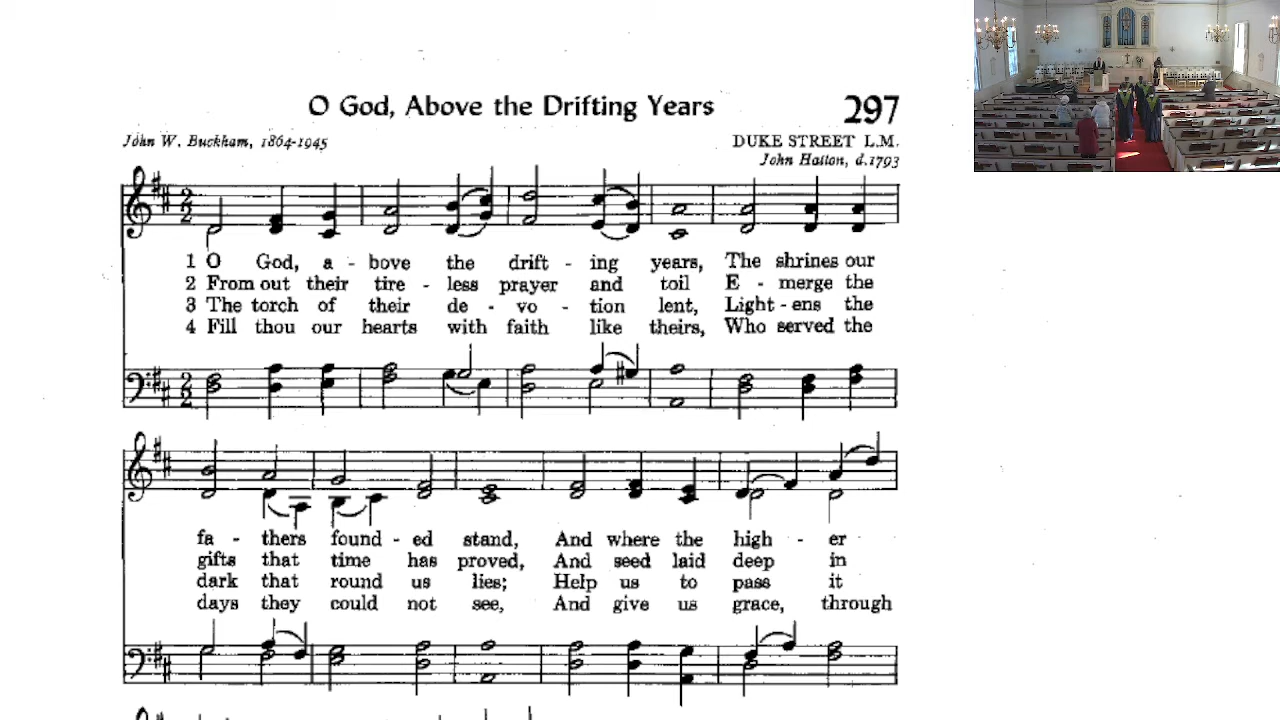 O God, Above the Drifting Years 297
John W. Buckham, 1864-1945 DUKE STREET L.M.
John Hatton, d.1793
1 O God, a - bove the drift - ing years, The shrines our
2 From out their tire - less prayer and toil E - merge the
3 The torch of their de - vo - tion lent, Light - ens the
4 Fill thou our hearts with faith like theirs, Who served the
fa - thers found - ed stand, And where the high - er
gifts that time has proved, And seed laid deep in
dark that round us lies; Help us to pass it
days they could not see, And give us grace, through